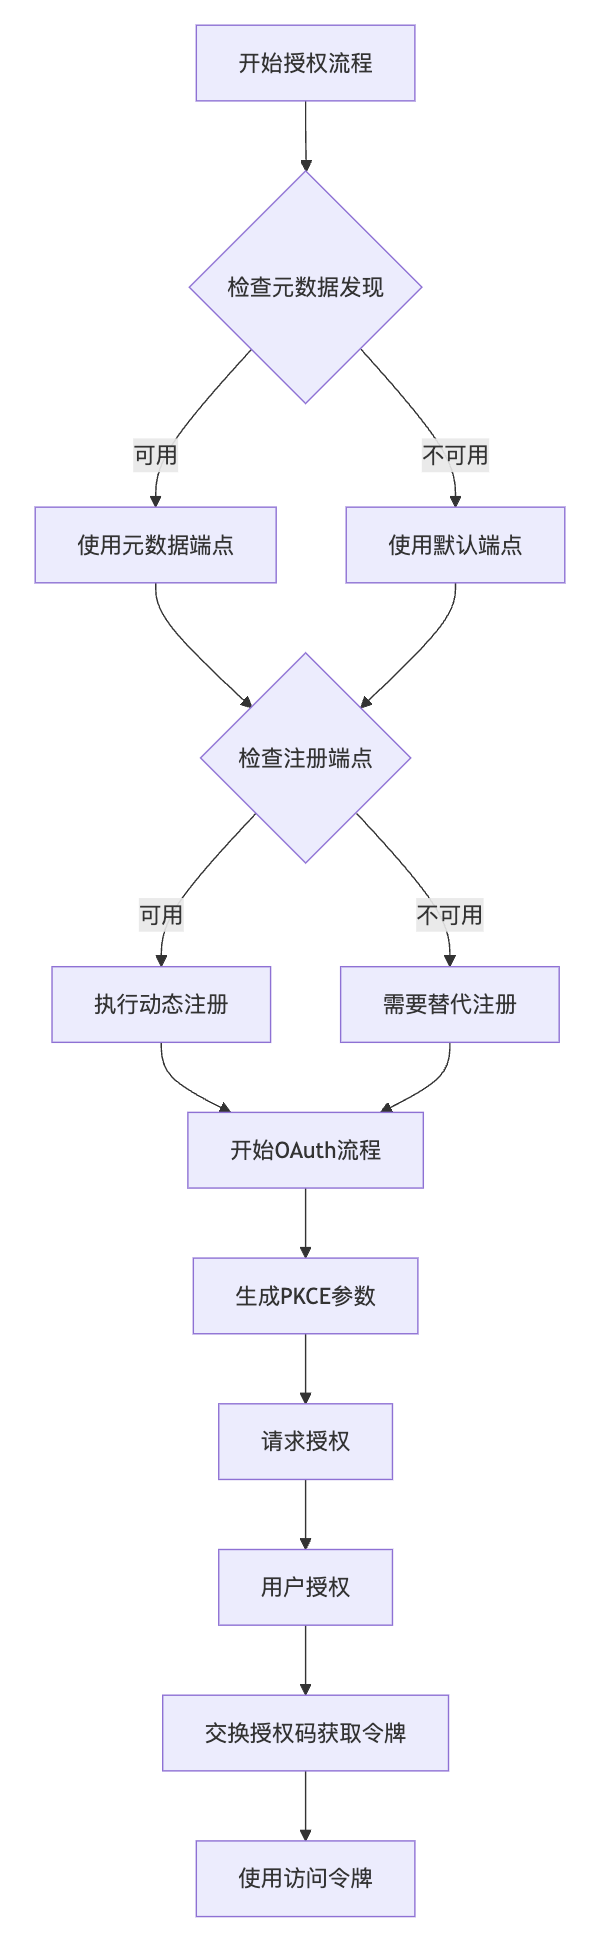 开始授权流程
检查元数据发现
可用
不可用
使用元数据端点
使用默认端点
检查注册端点
可用
不可用
执行动态注册
需要替代注册
开始OAuth流程
生成PKCE参数
请求授权
用户授权
交换授权码获取令牌
使用访问令牌